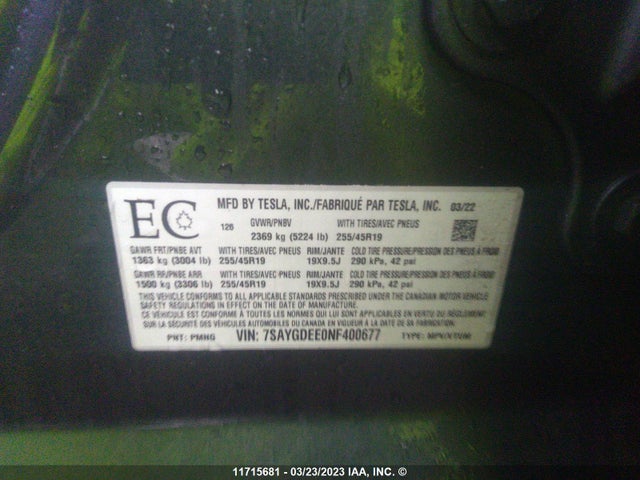 EC
MFD BY TESLA, INC./FABRIQUÉ PAR TESLA, INC. 03/22
126 GVWR/PNBV WITH TIRES/AVEC PNEUS
2369 kg (5224 lb) 255/45R19
GAWR FRT/PNBE AVT WITH TIRES/AVEC PNEUS RIM/JANTE COLD TIRE PRESSURE/PRESSION DES PNEUS À FROID
1363 kg (3004 lb) 255/45R19 19X9.5J 290 kPa, 42 psi
GAWR RR/PNBE ARR WITH TIRES/AVEC PNEUS RIM/JANTE COLD TIRE PRESSURE/PRESSION DES PNEUS À FROID
1500 kg (3306 lb) 255/45R19 19X9.5J 290 kPa, 42 psi
THIS VEHICLE CONFORMS TO ALL APPLICABLE STANDARDS PRESCRIBED UNDER THE CANADIAN MOTOR VEHICLE
SAFETY REGULATIONS IN EFFECT ON THE DATE OF MANUFACTURE
CE VÉHICULE EST CONFORME À TOUTES LES NORMES QUI LUI SONT APPLICABLES EN VERTU DU RÈGLEMENT
SUR LA SÉCURITÉ DES VÉHICULES AUTOMOBILES DU CANADA EN VIGUEUR À LA DATE DE SA FABRICATION
PNT: PMNG VIN: 7SAYGDEE0NF400677 TYPE: MPV/VTUM
11715681 - 03/23/2023 IAA, INC. ©